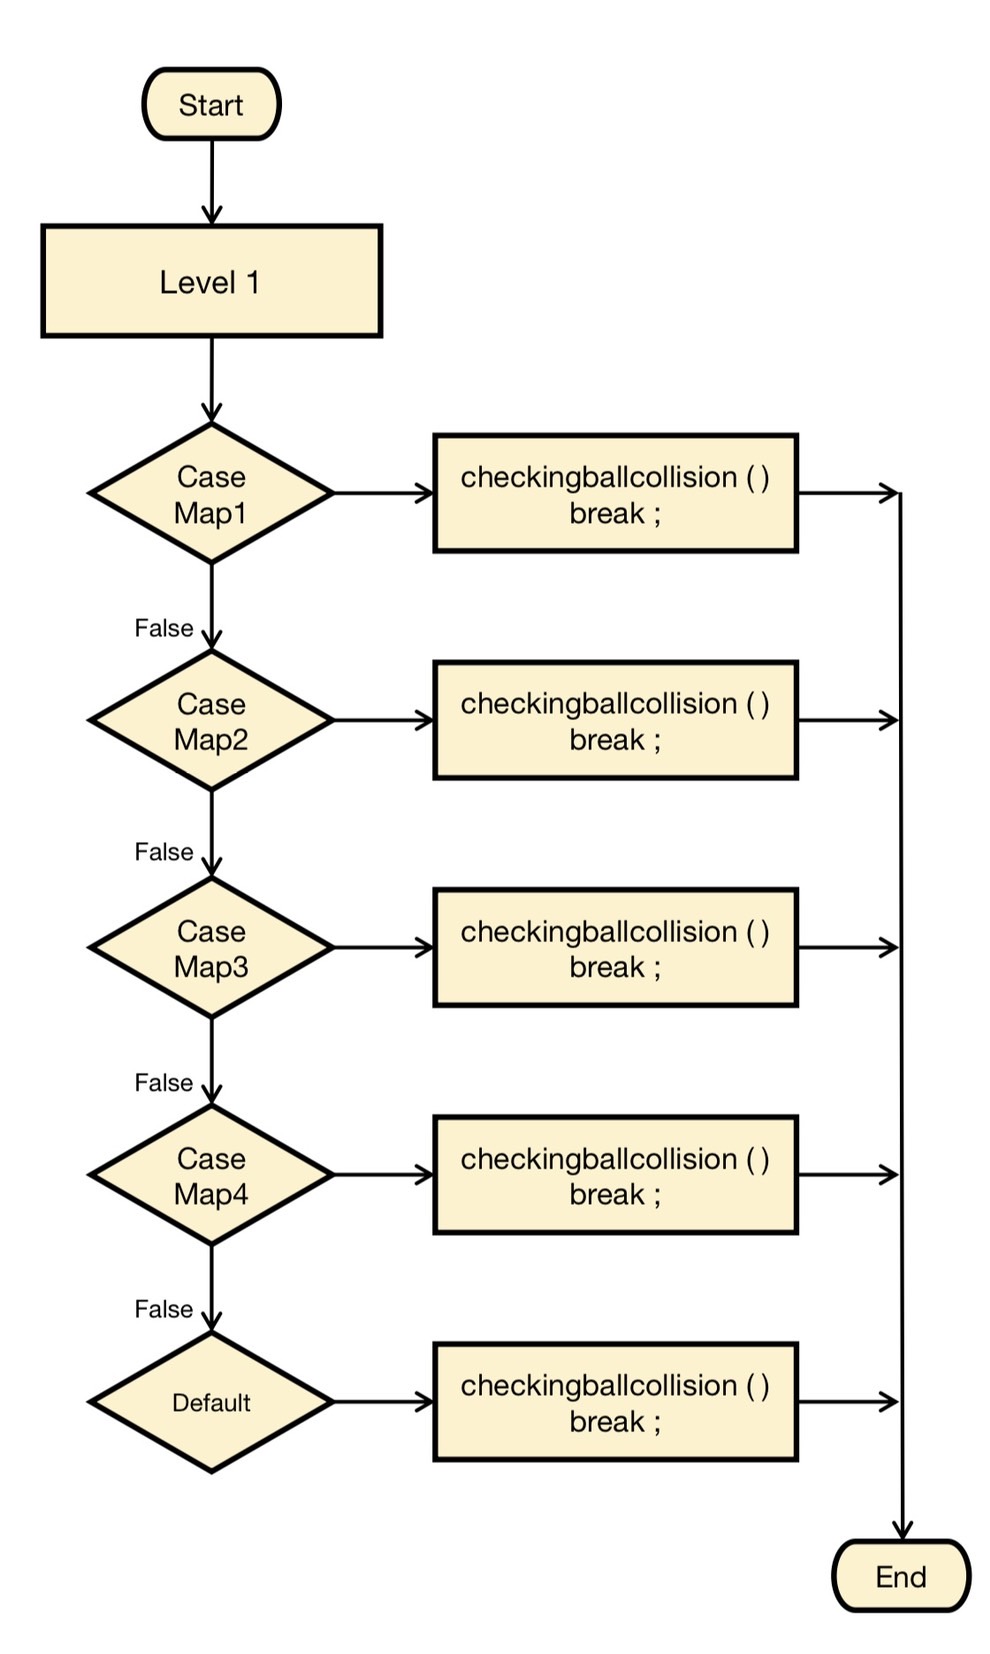 Start
Level 1
Case
Map1
checkingballcollision ( )
break ;
False
Case
Map2
checkingballcollision ( )
break ;
False
Case
Map3
checkingballcollision ( )
break ;
False
Case
Map4
checkingballcollision ( )
break ;
False
Default
checkingballcollision ( )
break ;
End